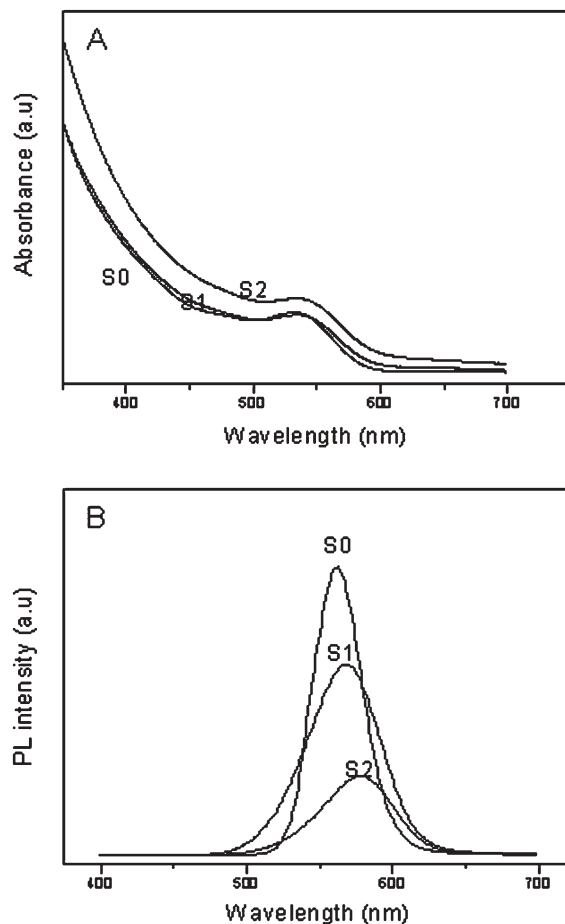 A
Absorbance (a.u)
S0
S1
S2
400
500
600
700
Wavelength (nm)
B
PL intensity (a.u)
S0
S1
S2
400
500
600
700
Wavelength (nm)